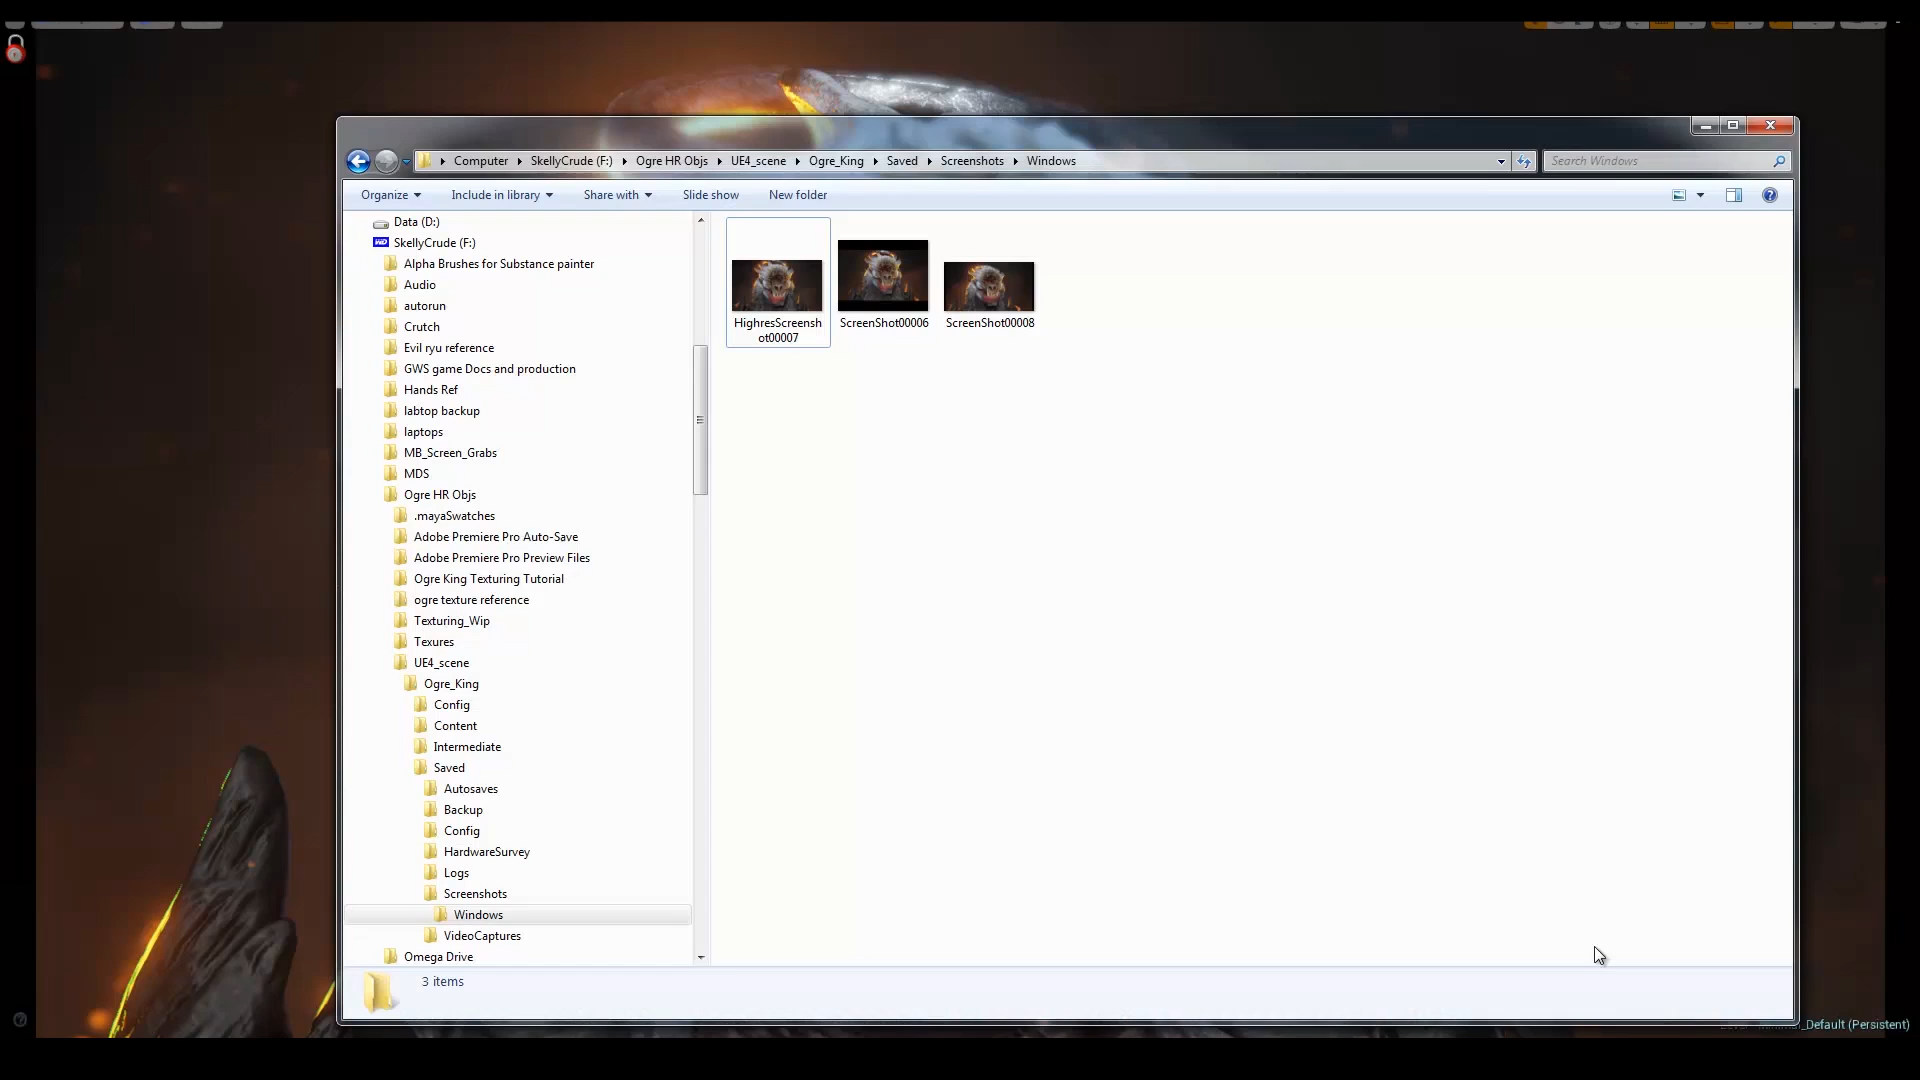 Computer SkellyCrude (F:) Ogre HR Objs UE4_scene Ogre_King Saved Screenshots Windows
Search Windows
Organize Include in library Share with Slide show New folder
Data (D:)
WD SkellyCrude (F:)
Alpha Brushes for Substance painter
Audio
autorun
Crutch
Evil ryu reference
GWS game Docs and production
Hands Ref
labtop backup
laptops
MB_Screen_Grabs
MDS
Ogre HR Objs
.mayaSwatches
Adobe Premiere Pro Auto-Save
Adobe Premiere Pro Preview Files
Ogre King Texturing Tutorial
ogre texture reference
Texturing_Wip
Texures
UE4_scene
Ogre_King
Config
Content
Intermediate
Saved
Autosaves
Backup
Config
HardwareSurvey
Logs
Screenshots
Windows
VideoCaptures
Omega Drive
HighresScreensh
ot00007
ScreenShot00006
ScreenShot00008
3 items
_Default (Persistent)